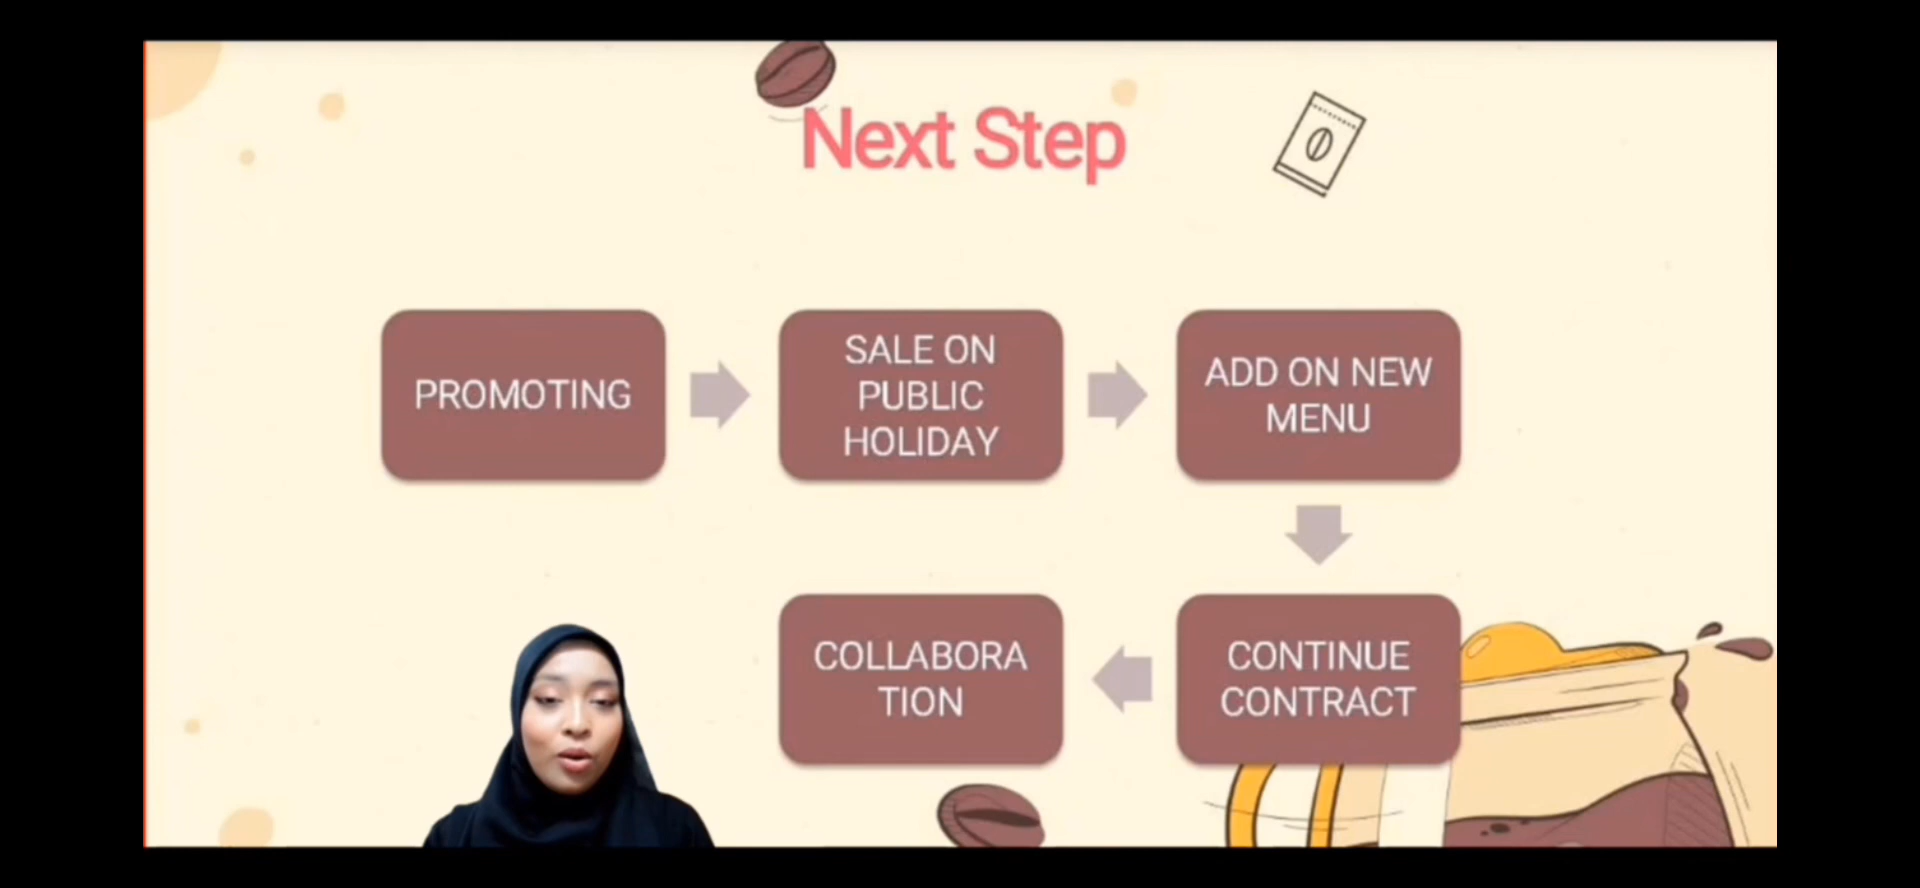 Next Step
PROMOTING
SALE ON
PUBLIC
HOLIDAY
ADD ON NEW
MENU
CONTINUE
CONTRACT
COLLABORA
TION